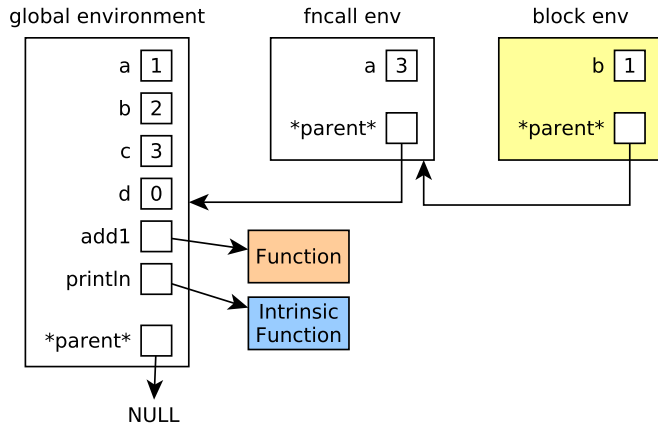 global environment
fncall env
block env
a 1
b 2
c 3
d 0
add1
println
*parent*
NULL
a 3
*parent*
b 1
*parent*
Function
Intrinsic
Function